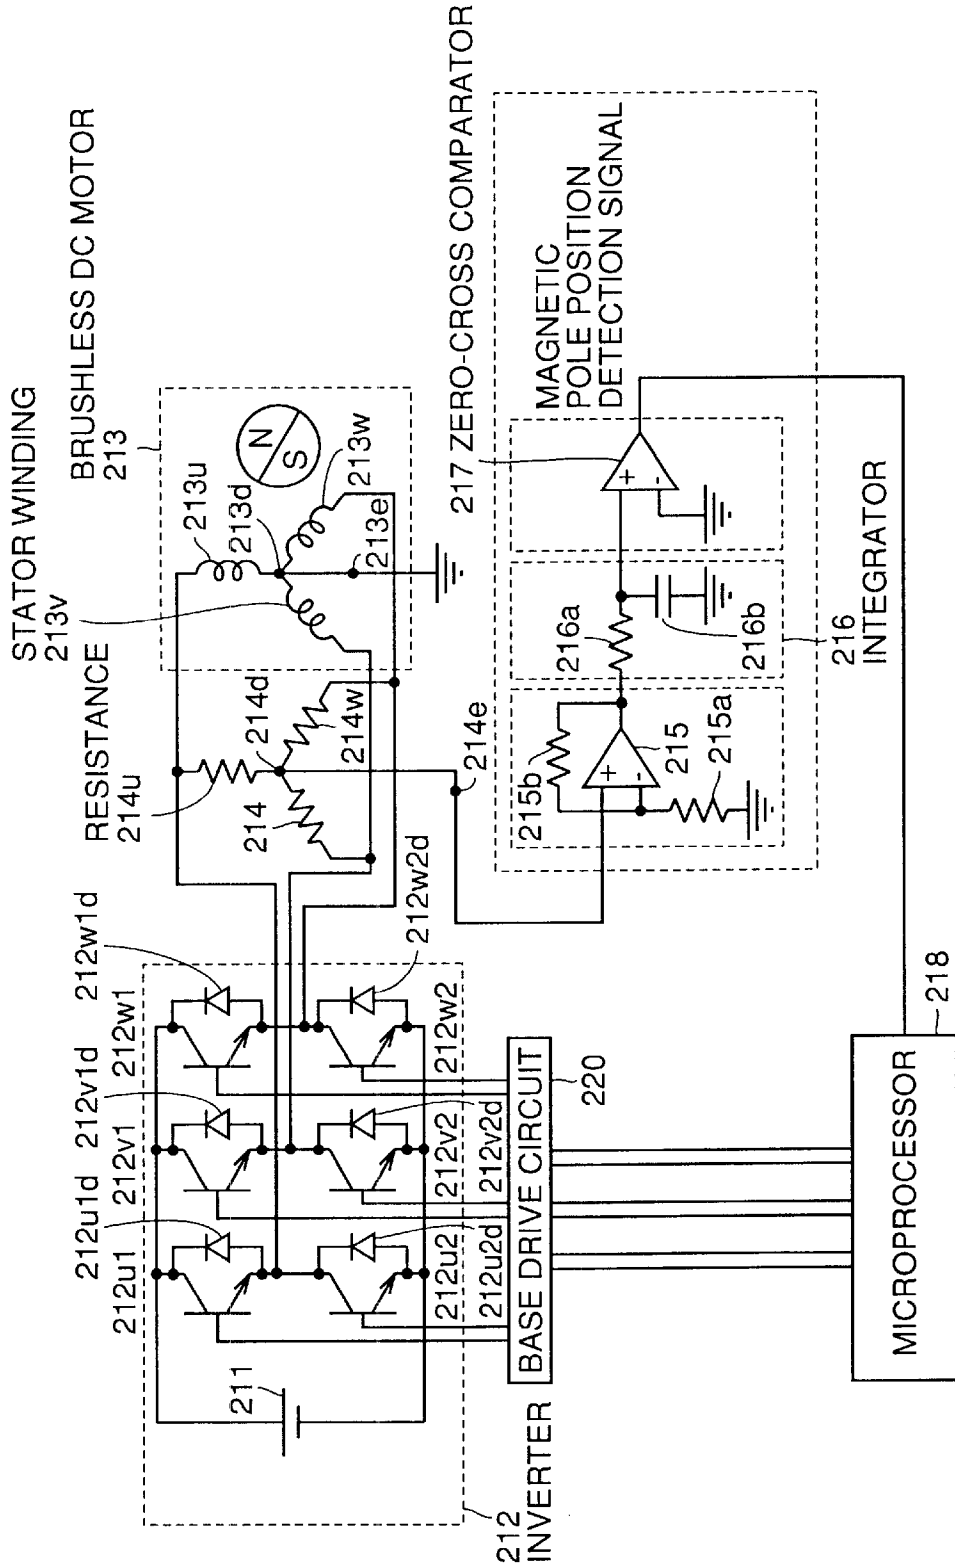 STATOR WINDING
213v
BRUSHLESS DC MOTOR
213
213u
213d
N
S
213w
213e
RESISTANCE
214u
214d
214w
214
214e
212w1d
212w1
212v1d
212v1
212u1d
212u1
212w2d
212w2
212v2
212v2d
212u2
212u2d
211
212
INVERTER
BASE DRIVE CIRCUIT
220
217 ZERO-CROSS COMPARATOR
MAGNETIC
POLE POSITION
DETECTION SIGNAL
+
-
216a
216b
216
INTEGRATOR
215b
+
-
215
215a
MICROPROCESSOR
218